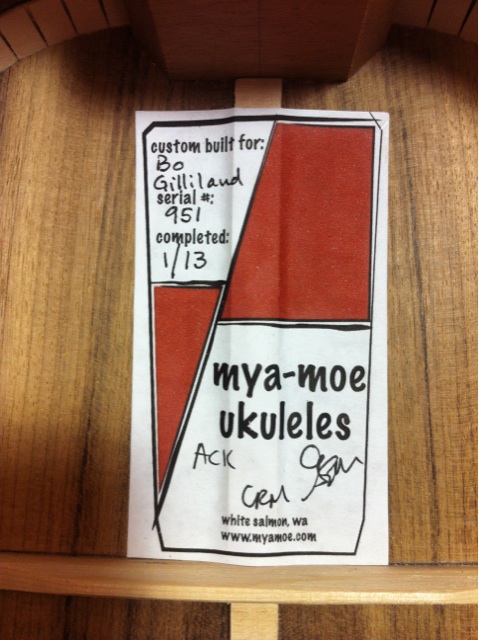 custom built for:
Bo
Gilliland
serial #:
951
completed:
1/13
mya-moe
ukuleles
ACK
CRM
white salmon, wa
www.myamoe.com